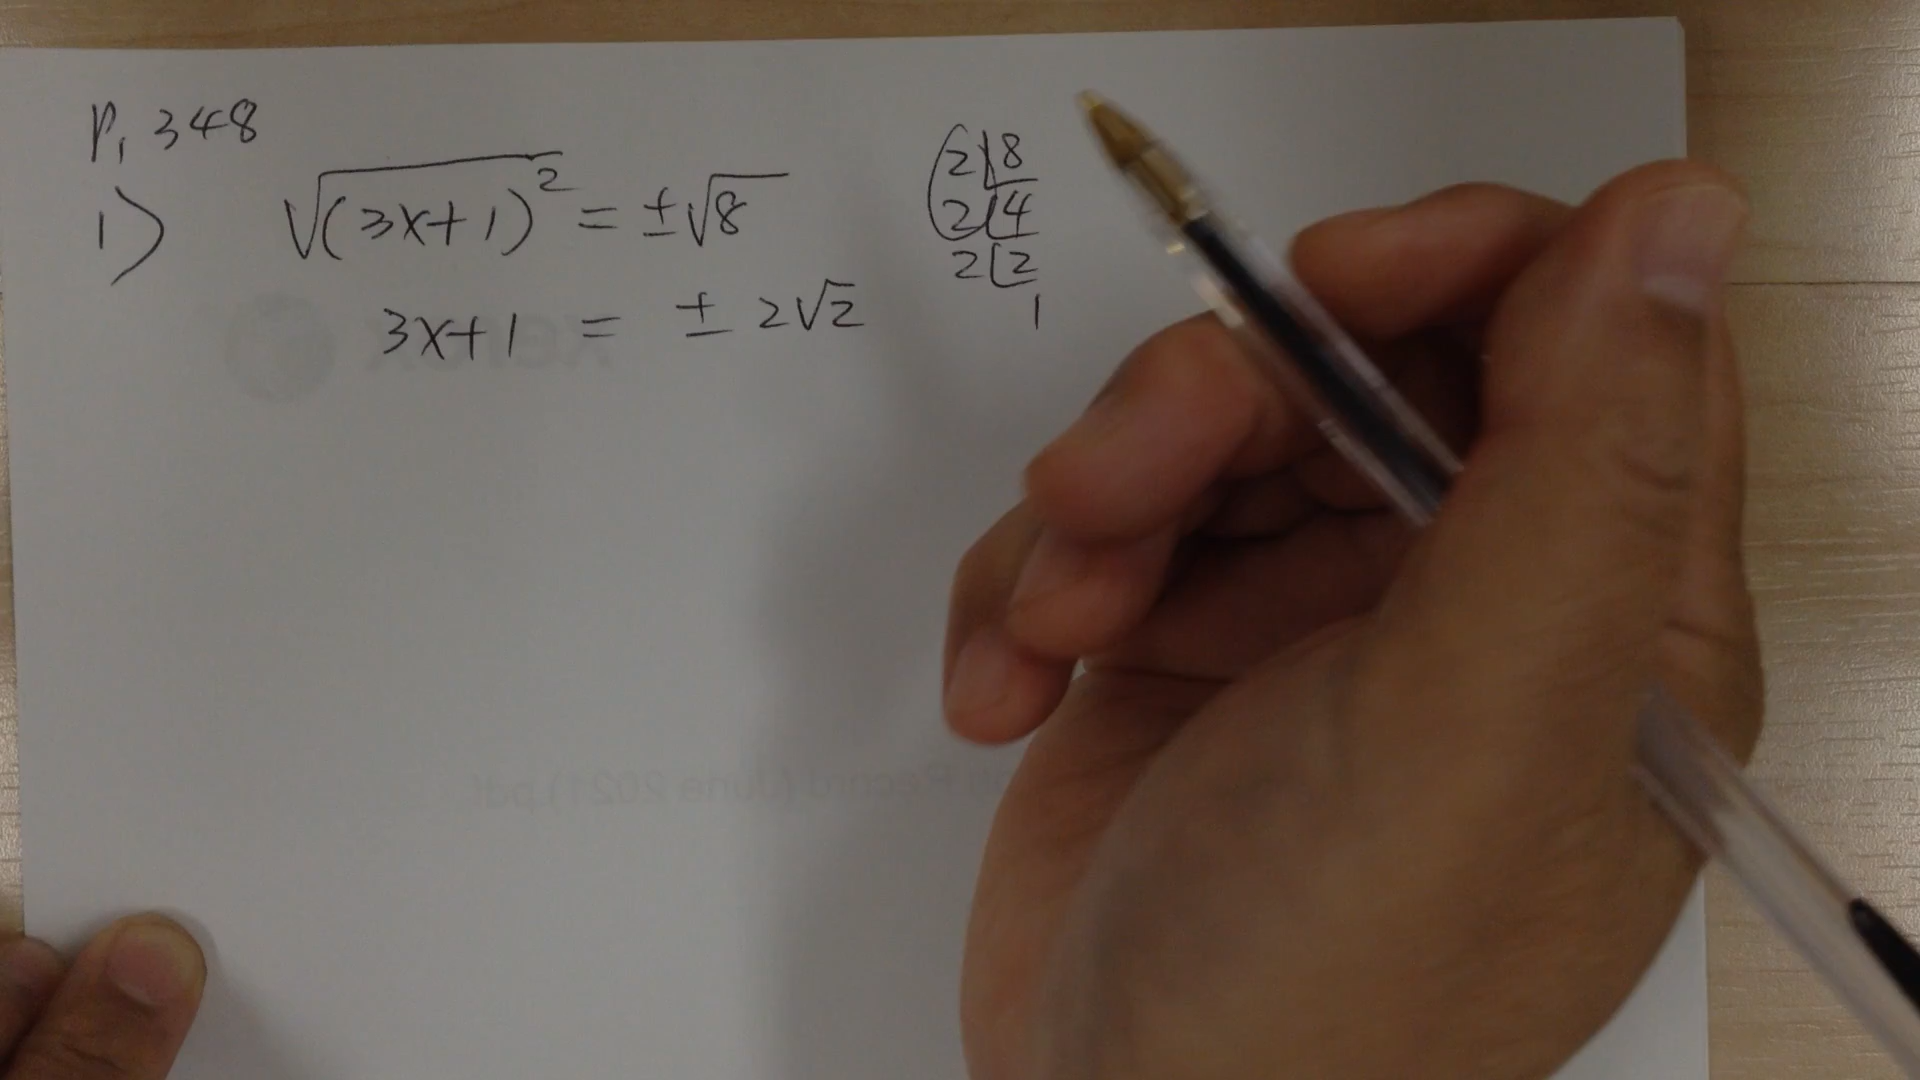 P. 348
1) √(3x+1)² = ±√8
3x+1 = ± 2√2
2|8
2|4
2|2
1